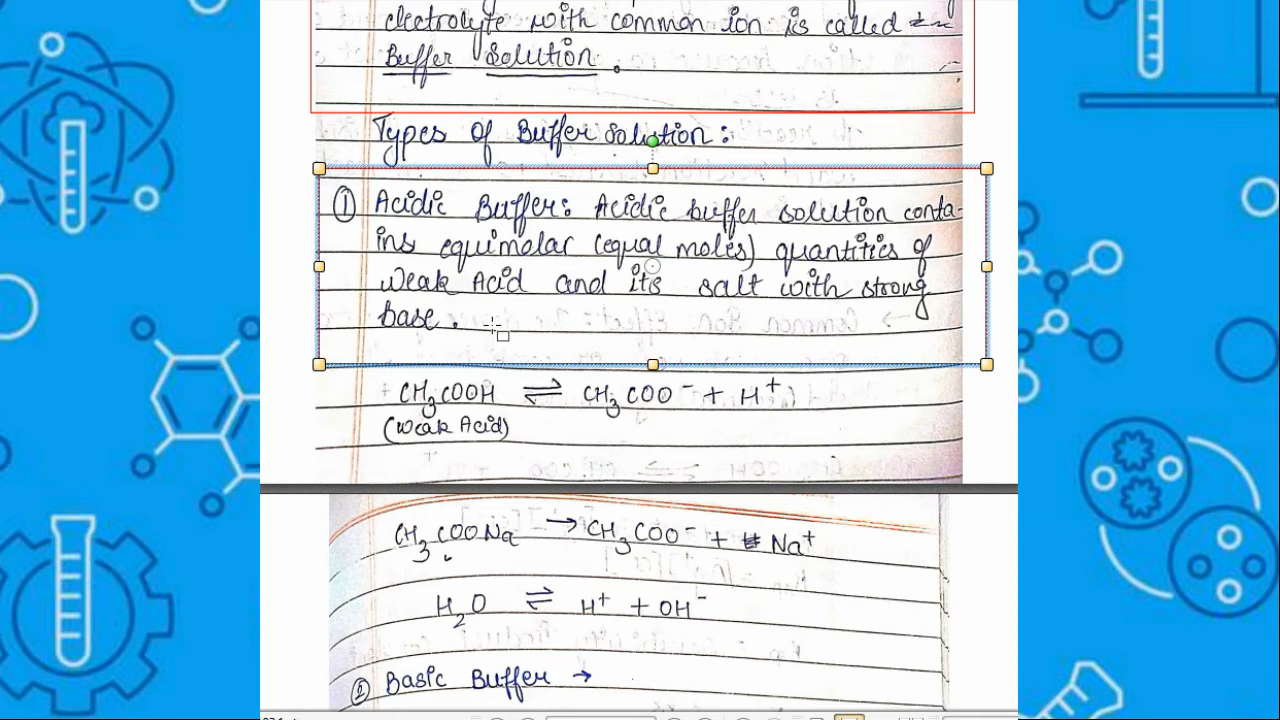 electrolyte with common ion is called
Buffer Solution.
Types of Buffer solution:
① Acidic Buffer: Acidic buffer solution conta-
ins equimolar (equal moles) quantities of
Weak Acid and its salt with strong
base.
CH₃COOH ⇌ CH₃COO⁻ + H⁺
(Weak Acid)
CH₃COONa → CH₃COO⁻ + Na⁺
H₂O ⇌ H⁺ + OH⁻
② Basic Buffer →